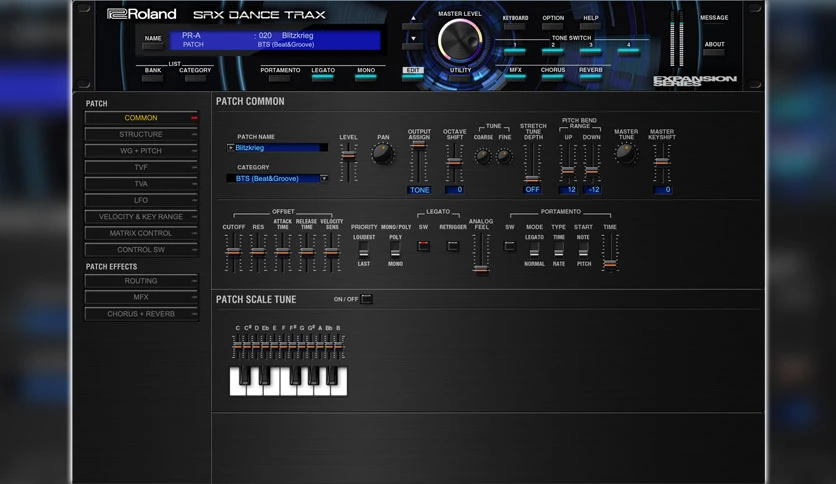 Roland SRX DANCE TRAX
MASTER LEVEL
KEYBOARD OPTION HELP
MESSAGE
NAME
PR-A : 020 Blitzkrieg
PATCH BTS (Beat&Groove)
TONE SWITCH
1 2 3 4
ABOUT
LIST
BANK CATEGORY
PORTAMENTO LEGATO MONO
EDIT UTILITY
MFX CHORUS REVERB
EXPANSION
SERIES
PATCH
COMMON
STRUCTURE
WG + PITCH
TVF
TVA
LFO
VELOCITY & KEY RANGE
MATRIX CONTROL
CONTROL SW
PATCH EFFECTS
ROUTING
MFX
CHORUS + REVERB
PATCH COMMON
PATCH NAME
Blitzkrieg
CATEGORY
BTS (Beat&Groove)
LEVEL
PAN
OUTPUT
ASSIGN
TONE
OCTAVE
SHIFT
0
TUNE
COARSE FINE
STRETCH
TUNE
DEPTH
OFF
PITCH BEND
RANGE
UP DOWN
12 -12
MASTER
TUNE
MASTER
KEYSHIFT
0
OFFSET
CUTOFF RES
ATTACK
TIME
RELEASE
TIME
VELOCITY
SENS
PRIORITY
LOUDEST
LAST
MONO/POLY
POLY
MONO
LEGATO
SW RETRIGGER
ANALOG
FEEL
PORTAMENTO
SW MODE TYPE START TIME
LEGATO TIME NOTE
NORMAL RATE PITCH
PATCH SCALE TUNE
ON / OFF
C C# D Eb E F F# G G# A Bb B